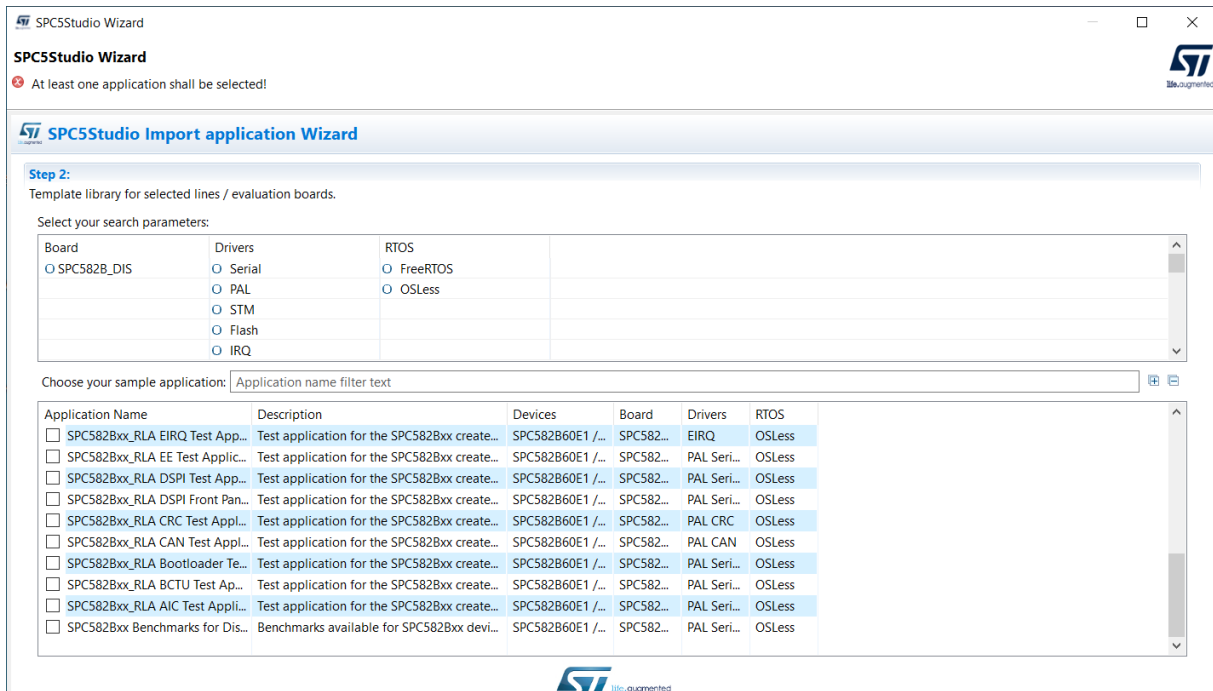 SPC5Studio Wizard
SPC5Studio Wizard
At least one application shall be selected!
life.augmented
SPC5Studio Import application Wizard
Step 2:
Template library for selected lines / evaluation boards.
Select your search parameters:
Board Drivers RTOS
SPC582B_DIS Serial FreeRTOS
PAL OSLess
STM
Flash
IRQ
Choose your sample application: Application name filter text
Application Name Description Devices Board Drivers RTOS
SPC582Bxx_RLA EIRQ Test App... Test application for the SPC582Bxx create... SPC582B60E1 /... SPC582... EIRQ OSLess
SPC582Bxx_RLA EE Test Applic... Test application for the SPC582Bxx create... SPC582B60E1 /... SPC582... PAL Seri... OSLess
SPC582Bxx_RLA DSPI Test App... Test application for the SPC582Bxx create... SPC582B60E1 /... SPC582... PAL Seri... OSLess
SPC582Bxx_RLA DSPI Front Pan... Test application for the SPC582Bxx create... SPC582B60E1 /... SPC582... PAL Seri... OSLess
SPC582Bxx_RLA CRC Test Appl... Test application for the SPC582Bxx create... SPC582B60E1 /... SPC582... PAL CRC OSLess
SPC582Bxx_RLA CAN Test Appl... Test application for the SPC582Bxx create... SPC582B60E1 /... SPC582... PAL CAN OSLess
SPC582Bxx_RLA Bootloader Te... Test application for the SPC582Bxx create... SPC582B60E1 /... SPC582... PAL Seri... OSLess
SPC582Bxx_RLA BCTU Test Ap... Test application for the SPC582Bxx create... SPC582B60E1 /... SPC582... PAL Seri... OSLess
SPC582Bxx_RLA AIC Test Appli... Test application for the SPC582Bxx create... SPC582B60E1 /... SPC582... PAL Seri... OSLess
SPC582Bxx Benchmarks for Dis... Benchmarks available for SPC582Bxx devi... SPC582B60E1 /... SPC582... PAL Seri... OSLess
life.augmented